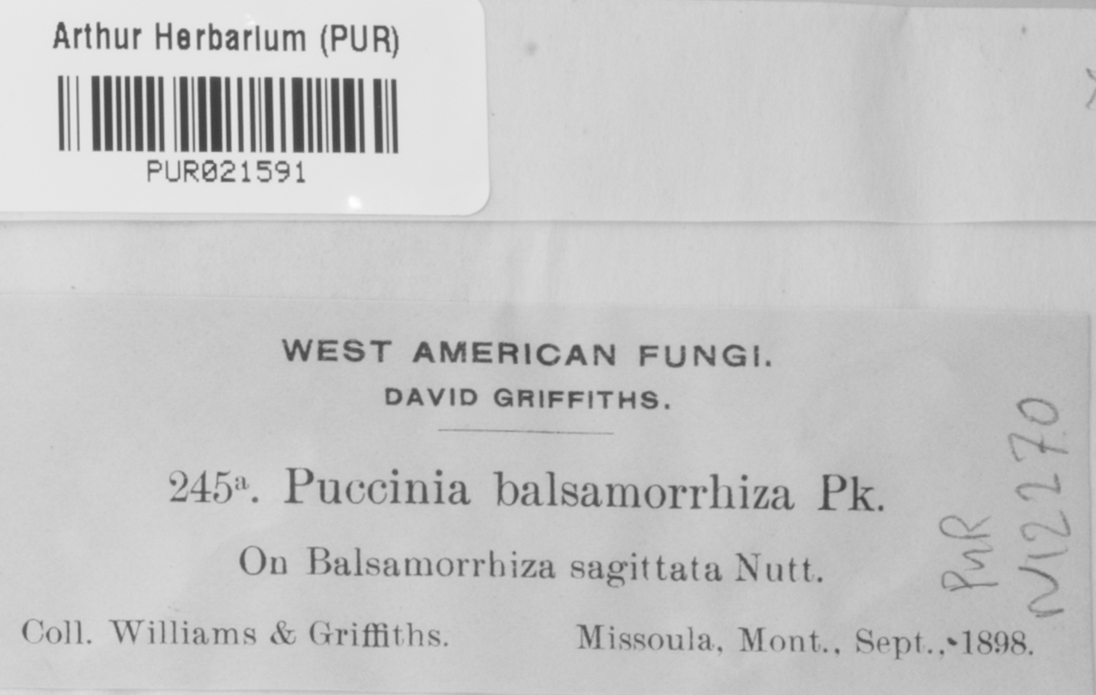 Arthur Herbarium (PUR)
PUR021591
WEST AMERICAN FUNGI.
DAVID GRIFFITHS.
245a. Puccinia balsamorrhiza Pk.
On Balsamorrhiza sagittata Nutt.
Coll. Williams & Griffiths. Missoula, Mont., Sept., 1898.
PUR
N12270